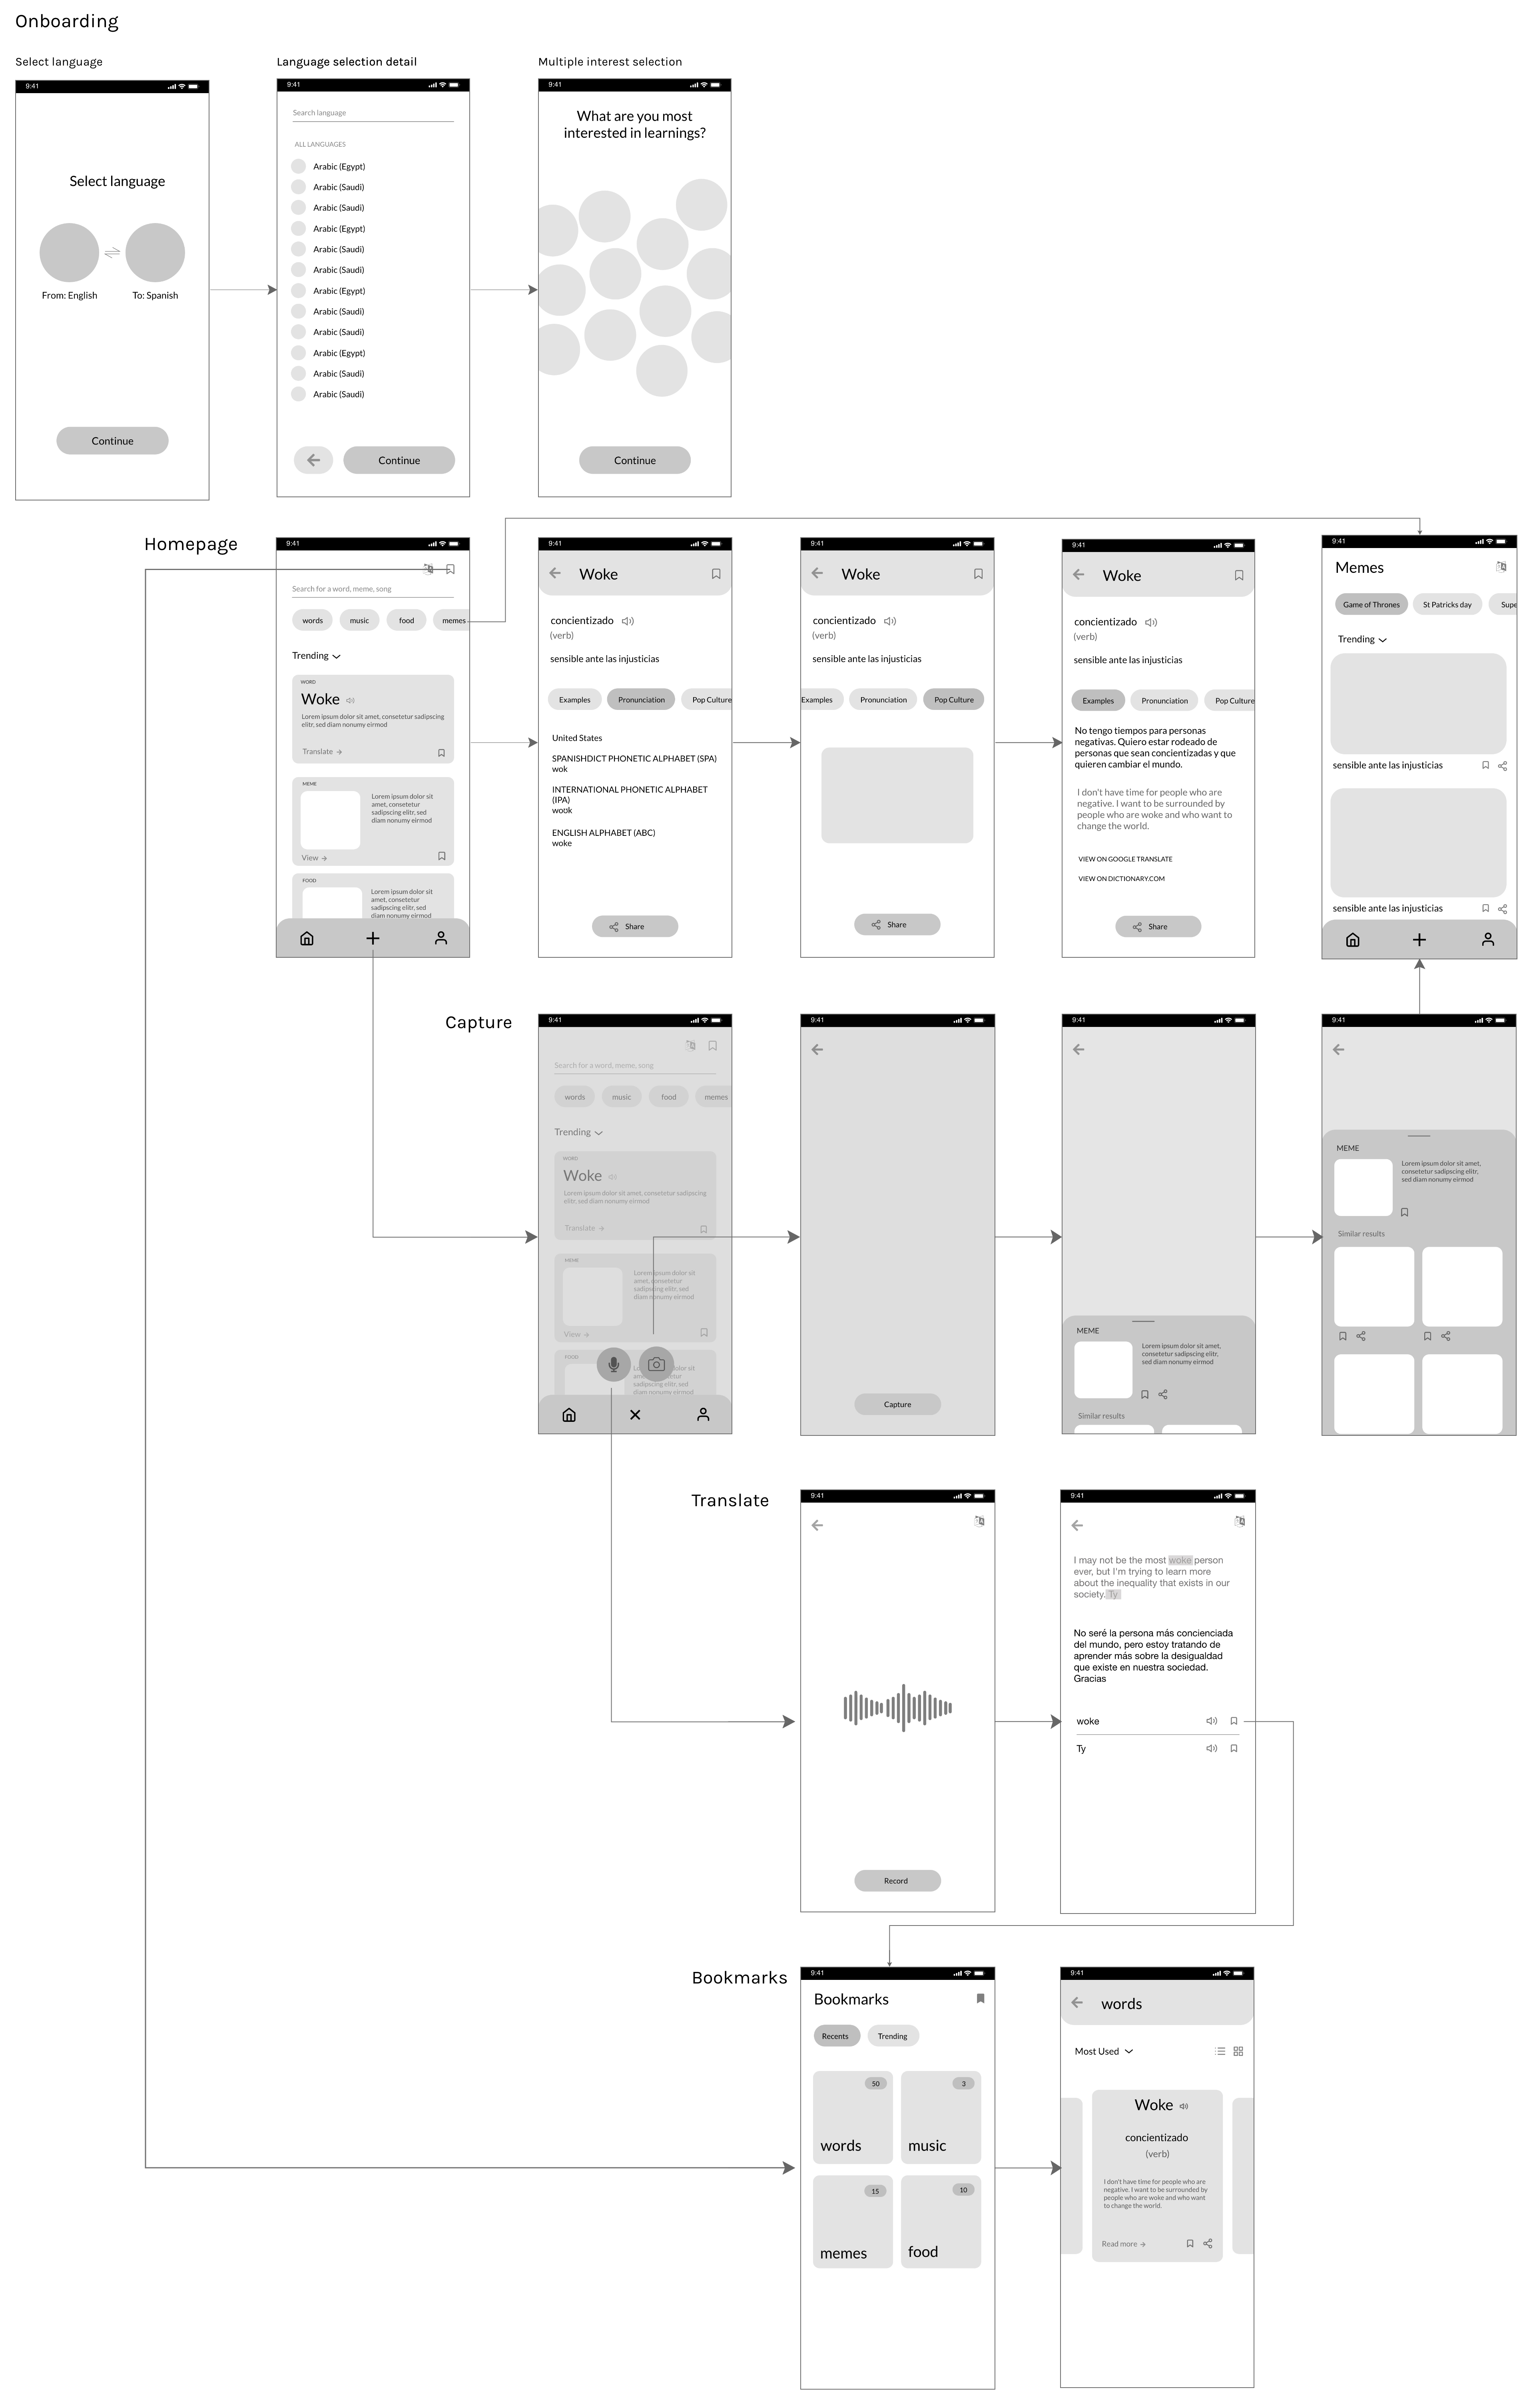 Onboarding
Select language
Language selection detail
Multiple interest selection
9:41
Select language
From: English
To: Spanish
Continue
9:41
Search language
ALL LANGUAGES
Arabic (Egypt)
Arabic (Saudi)
Arabic (Saudi)
Arabic (Egypt)
Arabic (Saudi)
Arabic (Saudi)
Arabic (Egypt)
Arabic (Saudi)
Arabic (Saudi)
Arabic (Egypt)
Arabic (Saudi)
Arabic (Saudi)
Continue
9:41
What are you most
interested in learnings?
Continue
Homepage
9:41
Search for a word, meme, song
words music food memes
Trending
WORD
Woke
Lorem ipsum dolor sit amet, consetetur sadipscing
elitr, sed diam nonumy eirmod
Translate
MEME
Lorem ipsum dolor sit
amet, consetetur
sadipscing elitr, sed
diam nonumy eirmod
View
FOOD
Lorem ipsum dolor sit
amet, consetetur
sadipscing elitr, sed
diam nonumy eirmod
9:41
Woke
concientizado
(verb)
sensible ante las injusticias
Examples Pronunciation Pop Culture
United States
SPANISHDICT PHONETIC ALPHABET (SPA)
wok
INTERNATIONAL PHONETIC ALPHABET
(IPA)
wook
ENGLISH ALPHABET (ABC)
woke
Share
9:41
Woke
concientizado
(verb)
sensible ante las injusticias
Examples Pronunciation Pop Culture
Share
9:41
Woke
concientizado
(verb)
sensible ante las injusticias
Examples Pronunciation Pop Culture
No tengo tiempos para personas
negativas. Quiero estar rodeado de
personas que sean concientizadas y que
quieren cambiar el mundo.
I don't have time for people who are
negative. I want to be surrounded by
people who are woke and who want to
change the world.
VIEW ON GOOGLE TRANSLATE
VIEW ON DICTIONARY.COM
Share
9:41
Memes
Game of Thrones St Patricks day Supe
Trending
sensible ante las injusticias
sensible ante las injusticias
Capture
9:41
Search for a word, meme, song
words music food memes
Trending
WORD
Woke
Lorem ipsum dolor sit amet, consetetur sadipscing
elitr, sed diam nonumy eirmod
Translate
MEME
Lorem ipsum dolor sit
amet, consetetur
sadipscing elitr, sed
diam nonumy eirmod
View
FOOD
Lo olor sit
amet, consetetur
sadipscing elitr, sed
diam nonumy eirmod
9:41
Capture
9:41
MEME
Lorem ipsum dolor sit amet,
consetetur sadipscing elitr,
sed diam nonumy eirmod
Similar results
9:41
MEME
Lorem ipsum dolor sit amet,
consetetur sadipscing elitr,
sed diam nonumy eirmod
Similar results
Translate
9:41
Record
9:41
I may not be the most woke person
ever, but I'm trying to learn more
about the inequality that exists in our
society. Ty
No seré la persona más concienciada
del mundo, pero estoy tratando de
aprender más sobre la desigualdad
que existe en nuestra sociedad.
Gracias
woke
Ty
Bookmarks
9:41
Bookmarks
Recents Trending
50
words
3
music
15
memes
10
food
9:41
words
Most Used
Woke
concientizado
(verb)
I don't have time for people who are
negative. I want to be surrounded by
people who are woke and who want
to change the world.
Read more